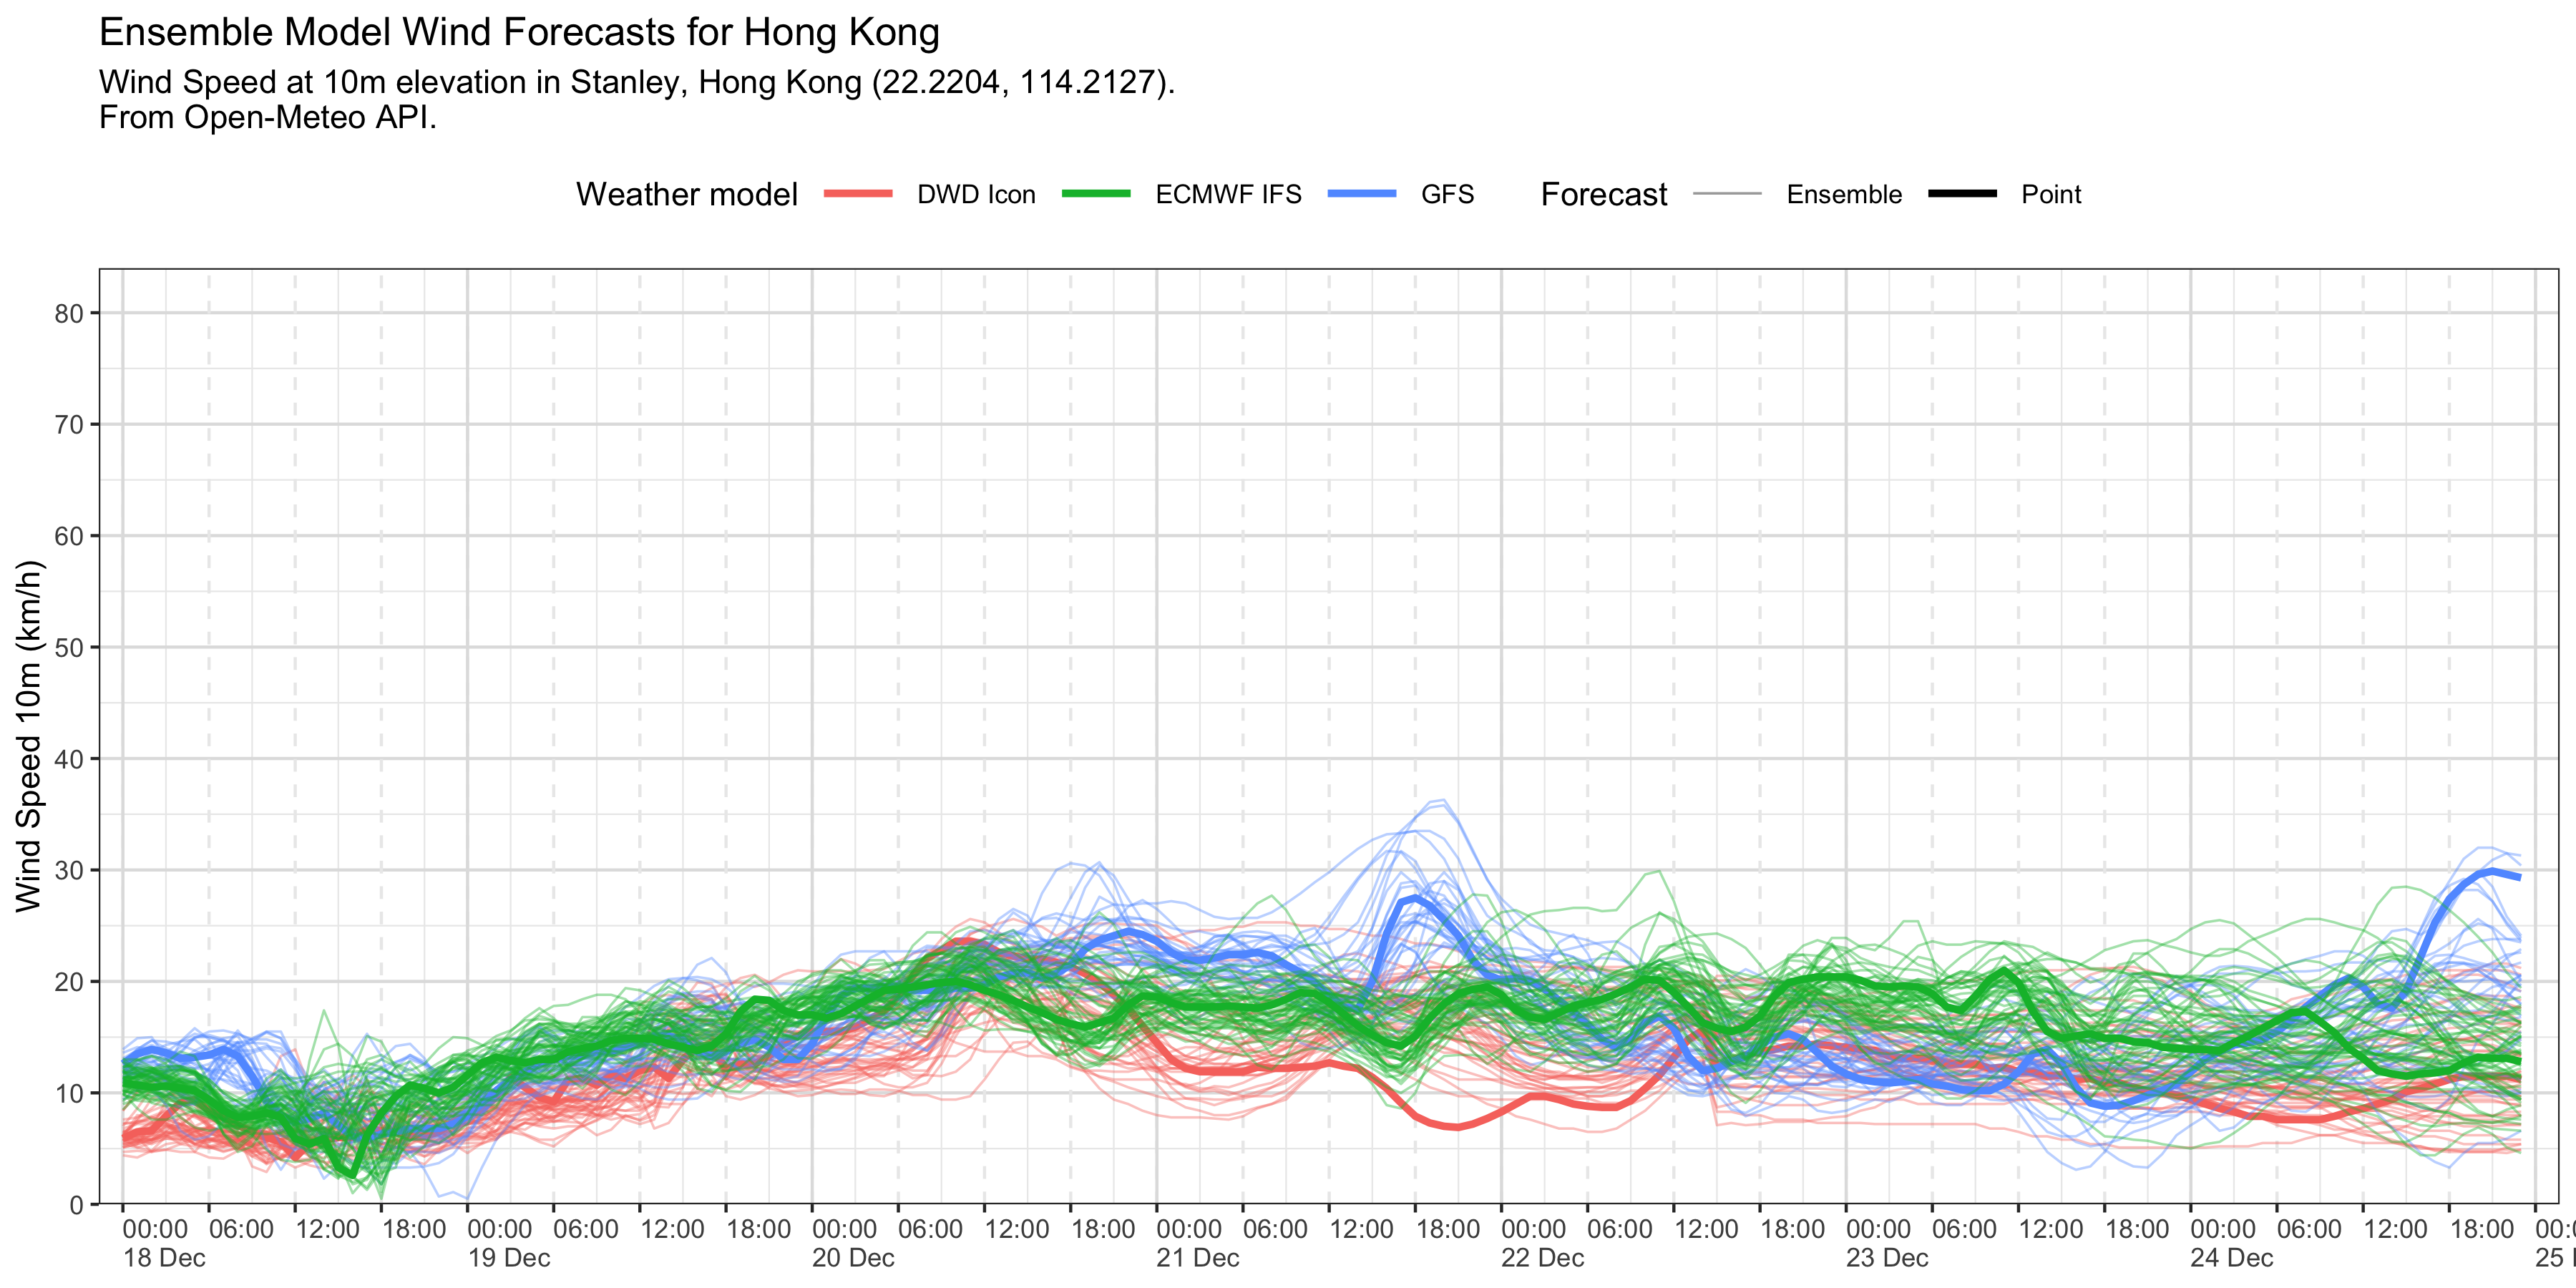 Ensemble Model Wind Forecasts for Hong Kong
Wind Speed at 10m elevation in Stanley, Hong Kong (22.2204, 114.2127).
From Open-Meteo API.
Weather model DWD Icon ECMWF IFS GFS Forecast Ensemble Point
Wind Speed 10m (km/h)
80
70
60
50
40
30
20
10
0
00:00 06:00 12:00 18:00 00:00 06:00 12:00 18:00 00:00 06:00 12:00 18:00 00:00 06:00 12:00 18:00 00:00 06:00 12:00 18:00 00:00 06:00 12:00 18:00 00:00 06:00 12:00 18:00
18 Dec 19 Dec 20 Dec 21 Dec 22 Dec 23 Dec 24 Dec 25